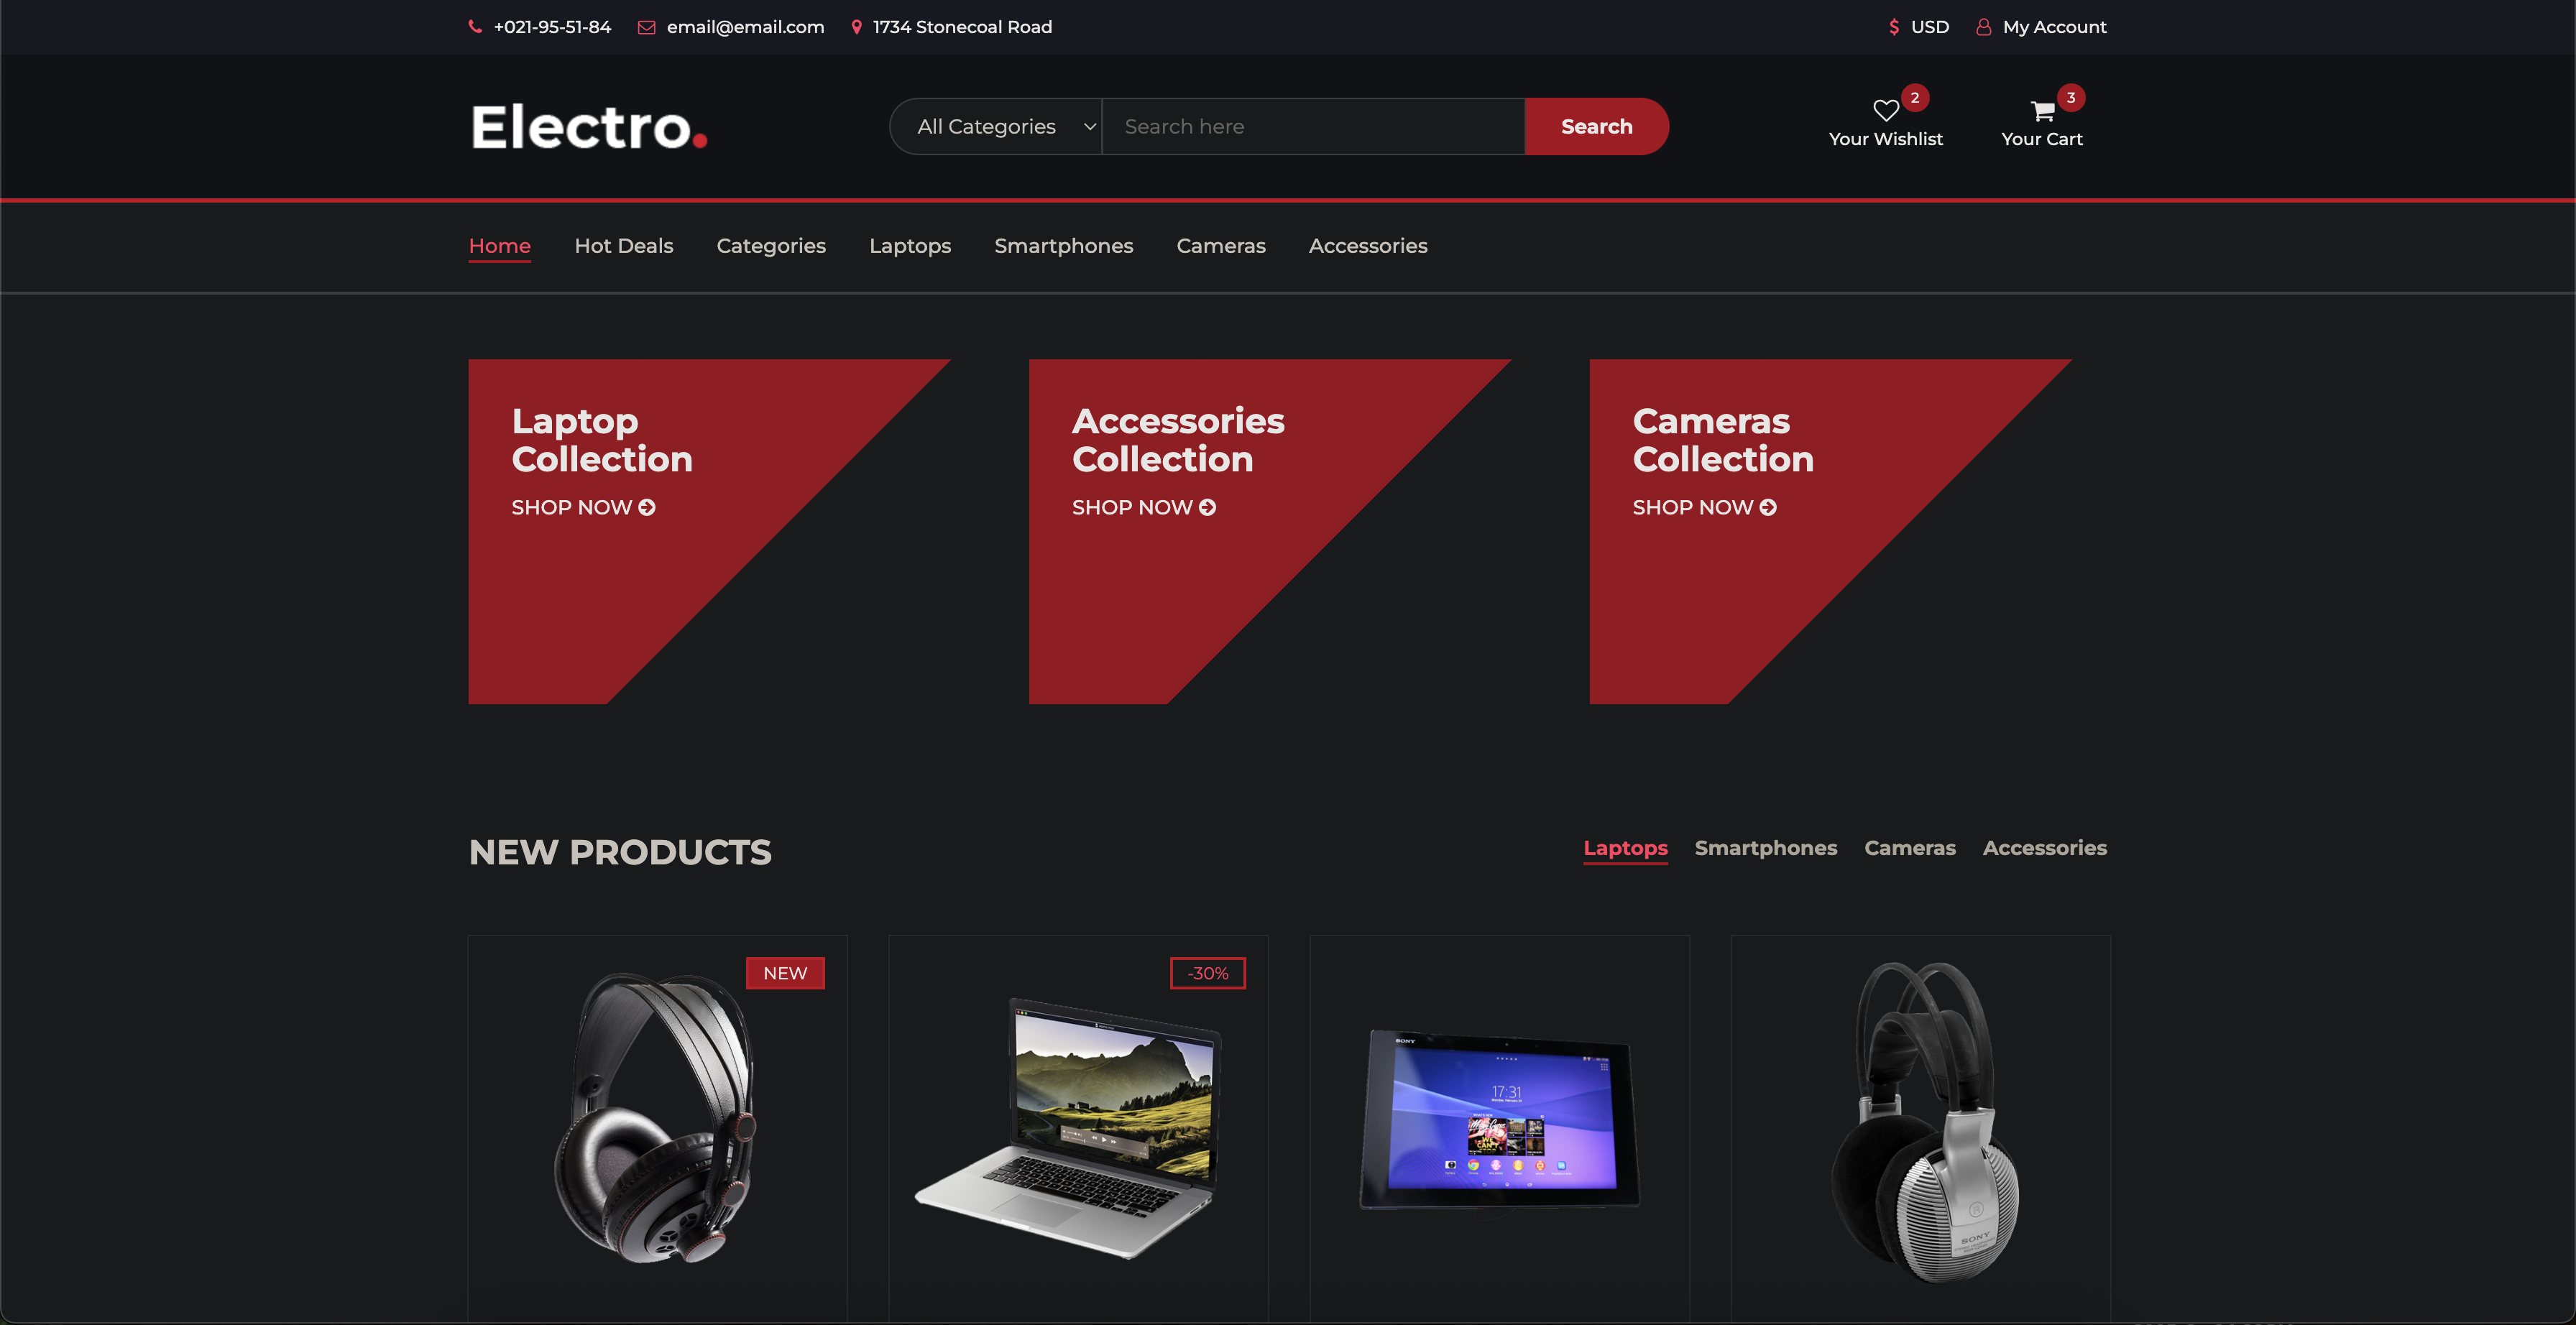 +021-95-51-84 email@email.com 1734 Stonecoal Road $ USD My Account
Electro.
All Categories Search here Search
2
Your Wishlist
3
Your Cart
Home Hot Deals Categories Laptops Smartphones Cameras Accessories
Laptop
Collection
SHOP NOW
Accessories
Collection
SHOP NOW
Cameras
Collection
SHOP NOW
NEW PRODUCTS
Laptops Smartphones Cameras Accessories
NEW
-30%
SONY
17:31
SONY